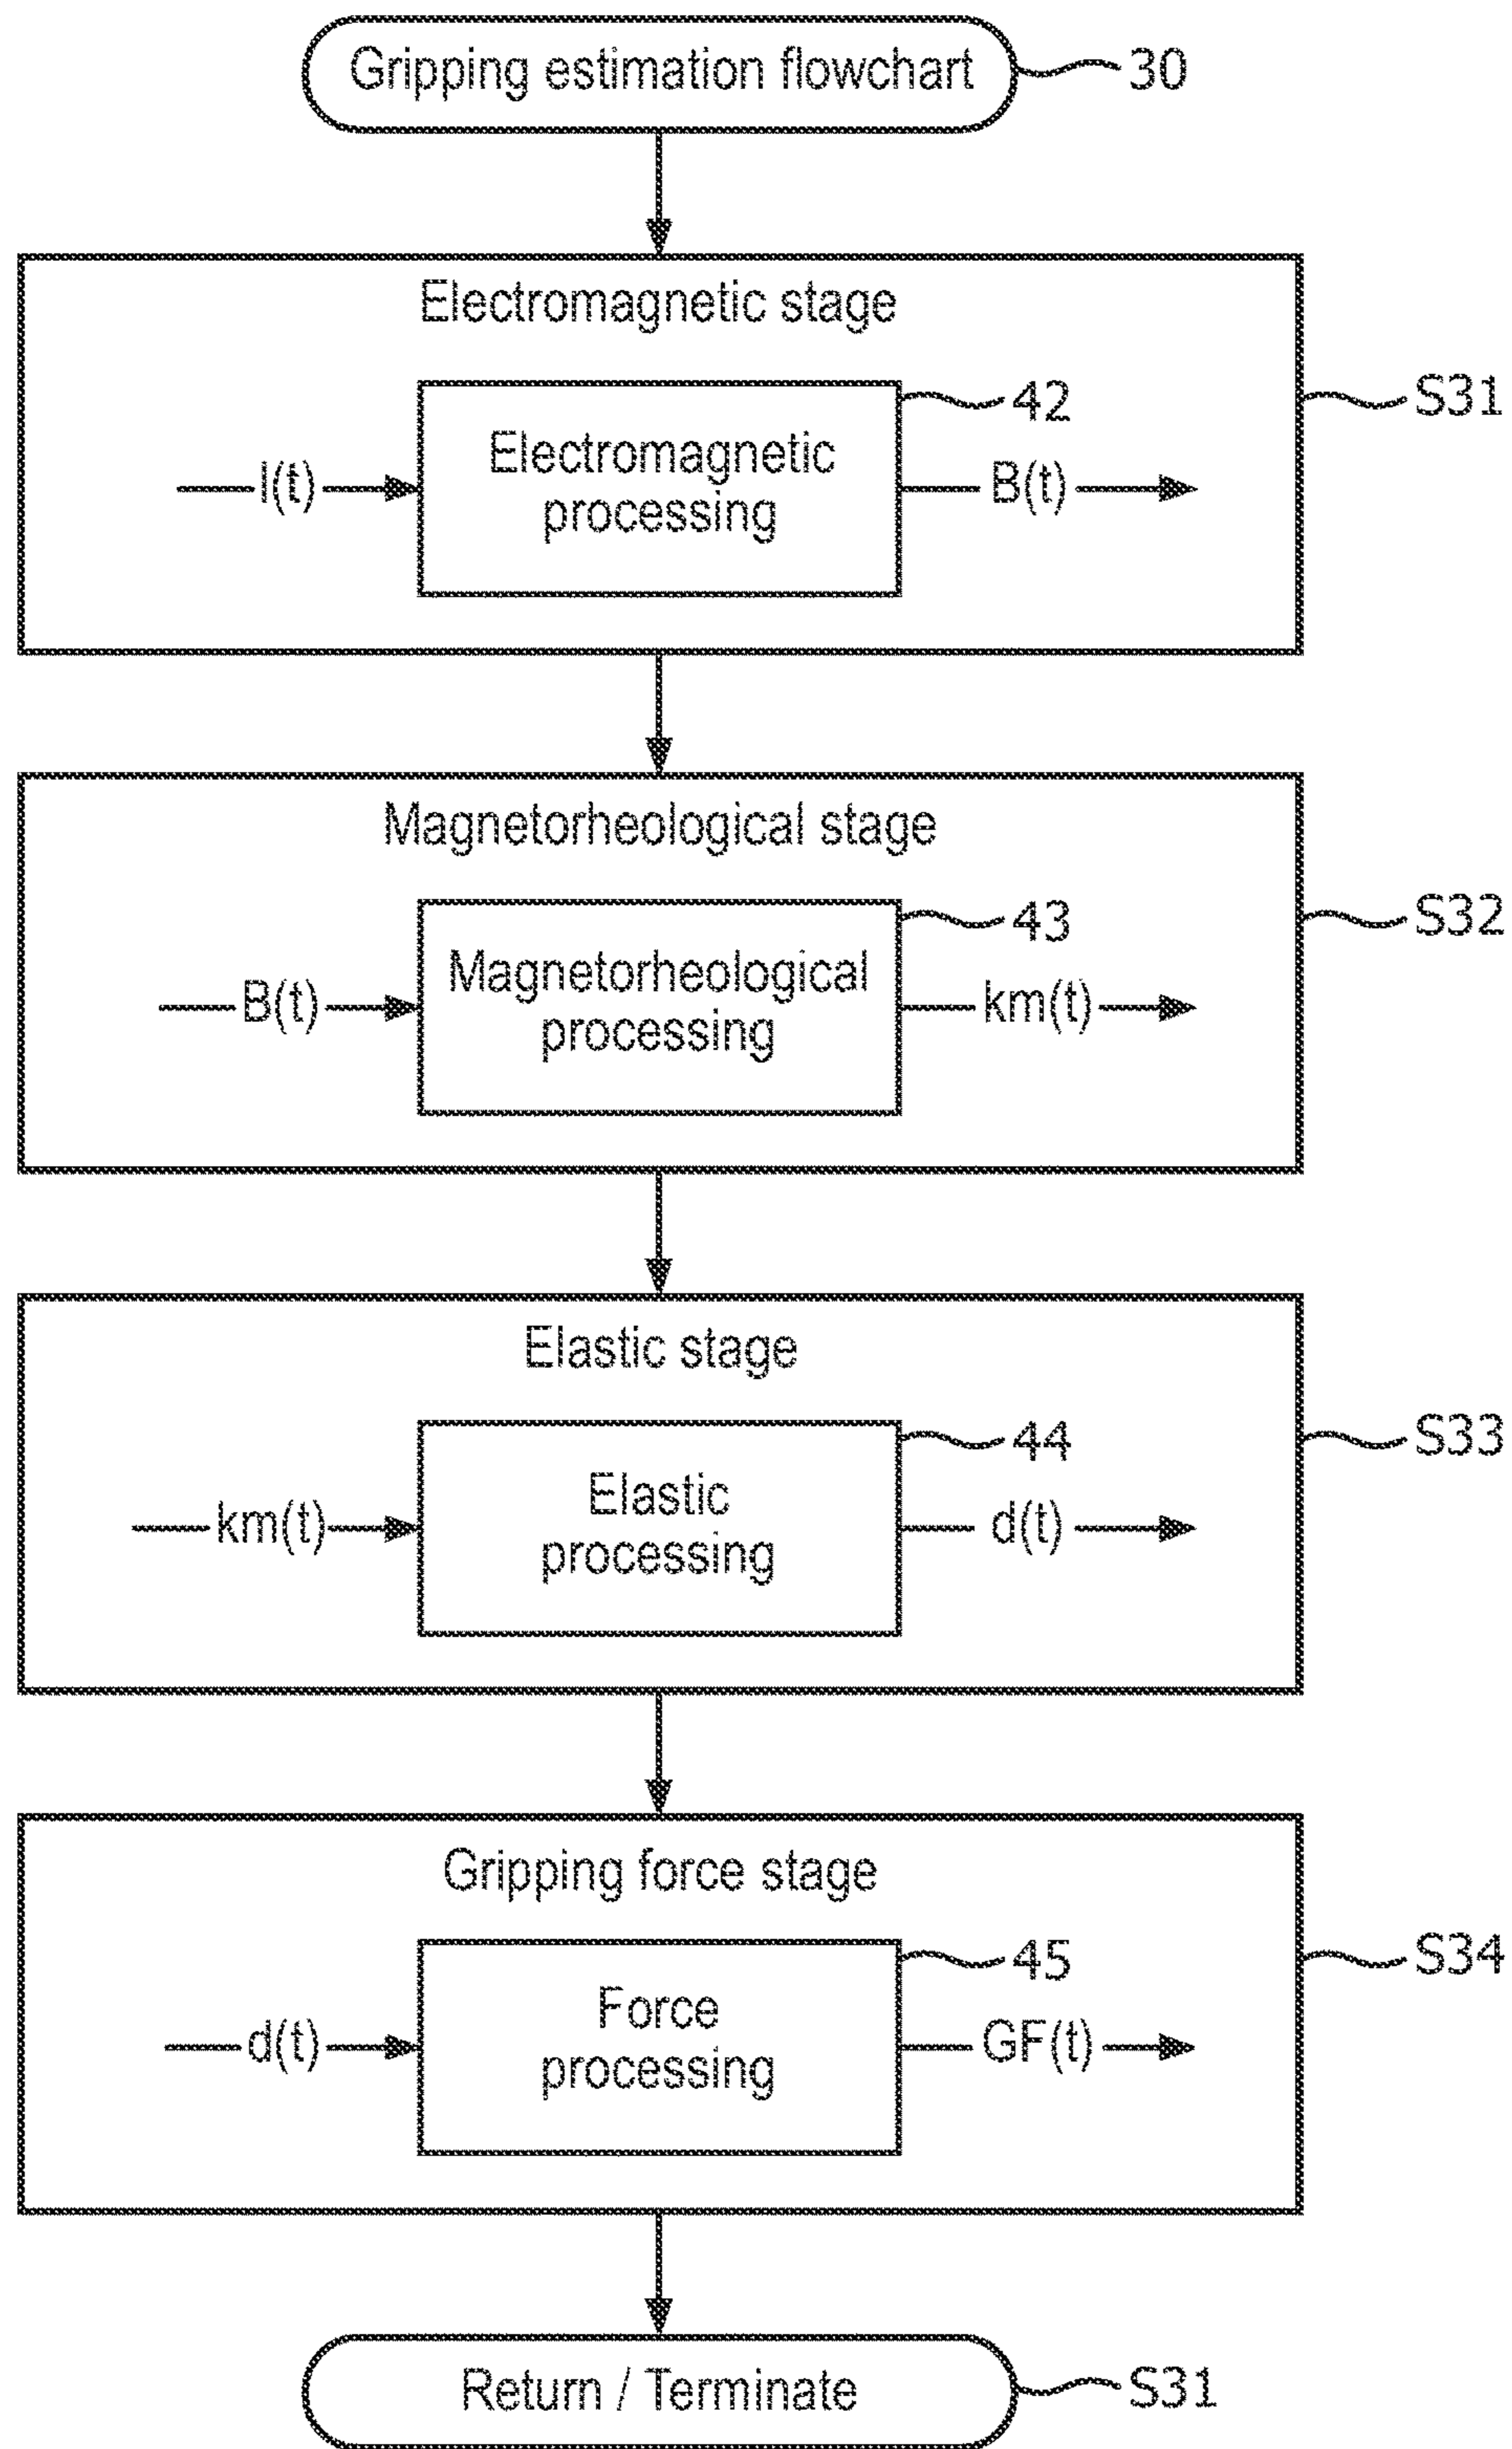 Gripping estimation flowchart
30
Electromagnetic stage
S31
42
I(t)
Electromagnetic
processing
B(t)
Magnetorheological stage
S32
43
B(t)
Magnetorheological
processing
km(t)
Elastic stage
S33
44
km(t)
Elastic
processing
d(t)
Gripping force stage
S34
45
d(t)
Force
processing
GF(t)
Return / Terminate
S31